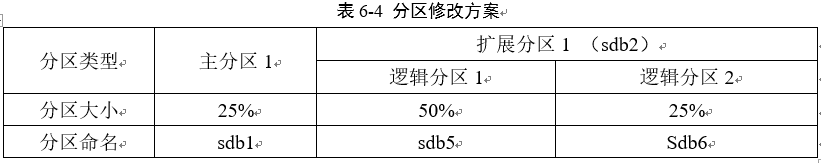 表 6-4 分区修改方案
分区类型 主分区 1 扩展分区 1 （sdb2）
逻辑分区 1 逻辑分区 2
分区大小 25% 50% 25%
分区命名 sdb1 sdb5 Sdb6